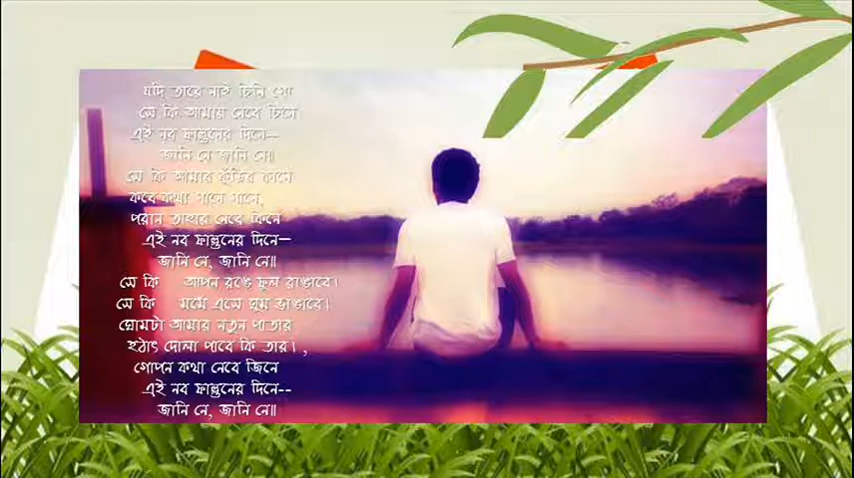 যদি তারে নাই চিনি গো
সে কি আমায় নেবে চিনে
এই নব ফাল্গুনের দিনে—
জানি নে জানি নে॥
সে কি আমার কুঁড়ির কানে
কবে কথা গানে গানে,
পরান তাহার নেবে কিনে
এই নব ফাল্গুনের দিনে—
জানি নে, জানি নে॥
সে কি আপন রঙে ফুল রাঙাবে।
সে কি মর্মে এসে ঘুম ভাঙাবে।
ঘোমটা আমার নতুন পাতার
হঠাৎ দোলা পাবে কি তার। ,
গোপন কথা নেবে জিনে
এই নব ফাল্গুনের দিনে--
জানি নে, জানি নে॥